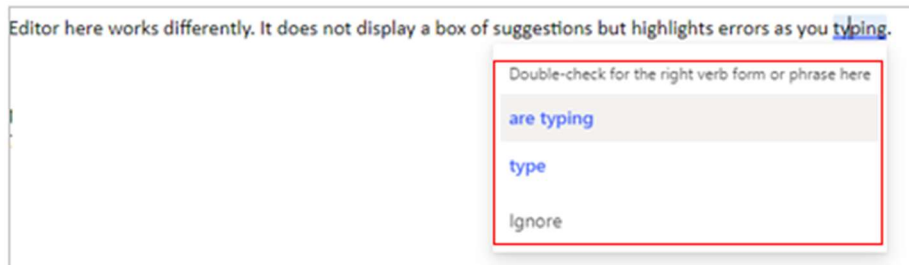 Editor here works differently. It does not display a box of suggestions but highlights errors as you typing.
Double-check for the right verb form or phrase here
are typing
type
Ignore